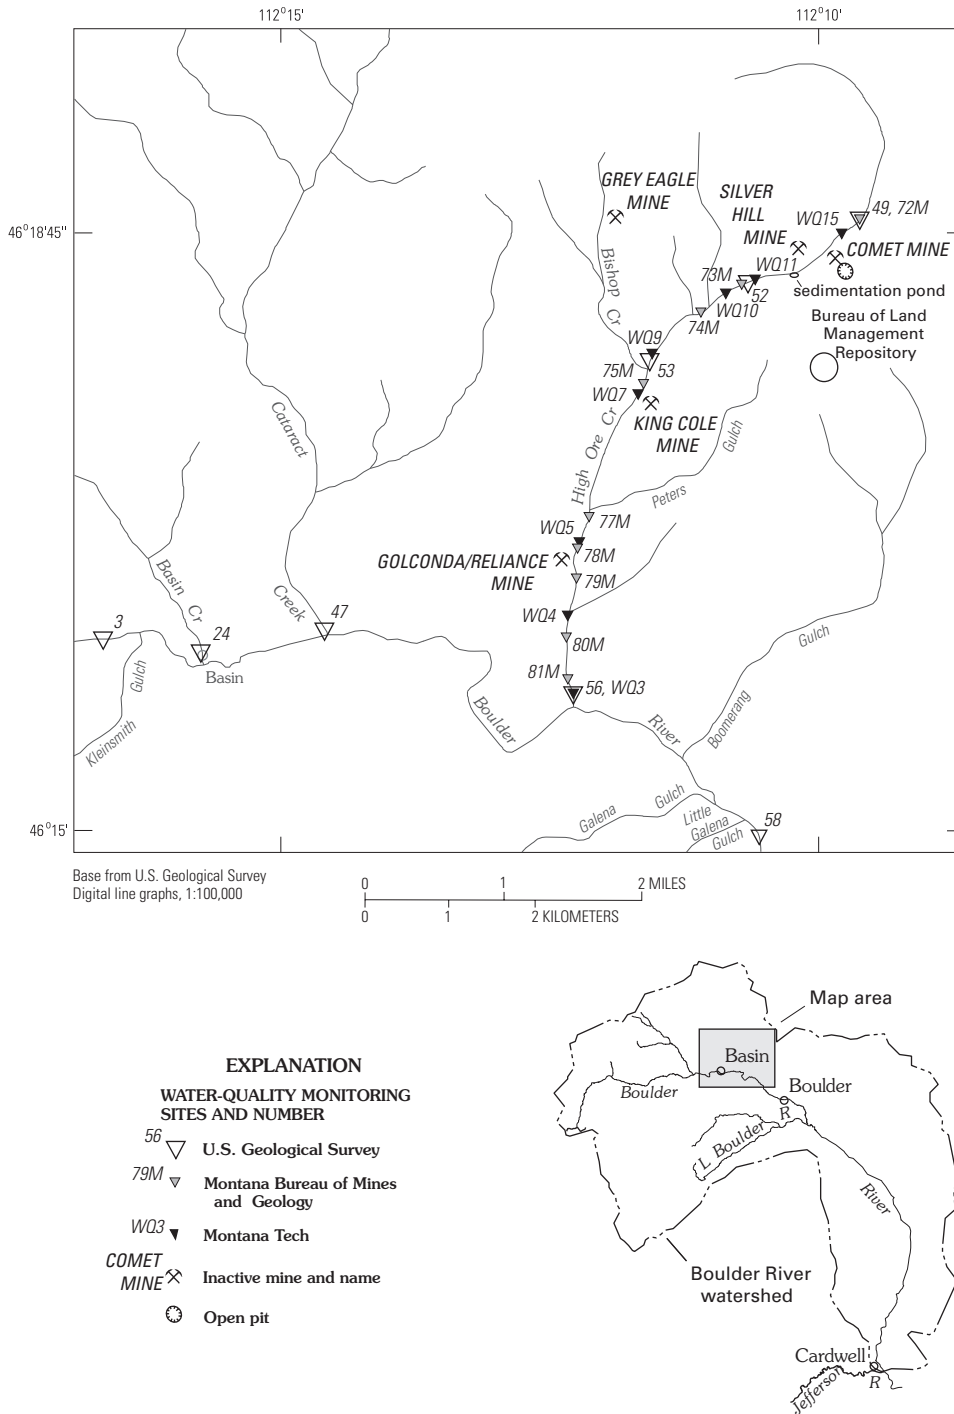 112°15'
112°10'
46°18'45"
GREY EAGLE
MINE
SILVER
HILL
MINE
WQ15
49, 72M
COMET MINE
73M
WQ11
52
sedimentation pond
WQ10
74M
Bureau of Land
Management
Repository
Bishop Cr
WQ9
75M
53
WQ7
KING COLE
MINE
High Ore Cr
Peters
Gulch
Cataract
Creek
77M
WQ5
78M
GOLCONDA/RELIANCE
MINE
79M
WQ4
80M
81M
56, WQ3
Basin Cr
3
24
47
Basin
Kleinsmith
Gulch
Boulder
River
Boomerang
Gulch
Galena
Gulch
Little
Galena
Gulch
58
46°15'
Base from U.S. Geological Survey
Digital line graphs, 1:100,000
0 1 2 MILES
0 1 2 KILOMETERS
EXPLANATION
WATER-QUALITY MONITORING
SITES AND NUMBER
56 U.S. Geological Survey
79M Montana Bureau of Mines
and Geology
WQ3 Montana Tech
COMET
MINE Inactive mine and name
Open pit
Map area
Basin
Boulder
Boulder
R
L Boulder
River
Boulder River
watershed
Cardwell
Jefferson
R